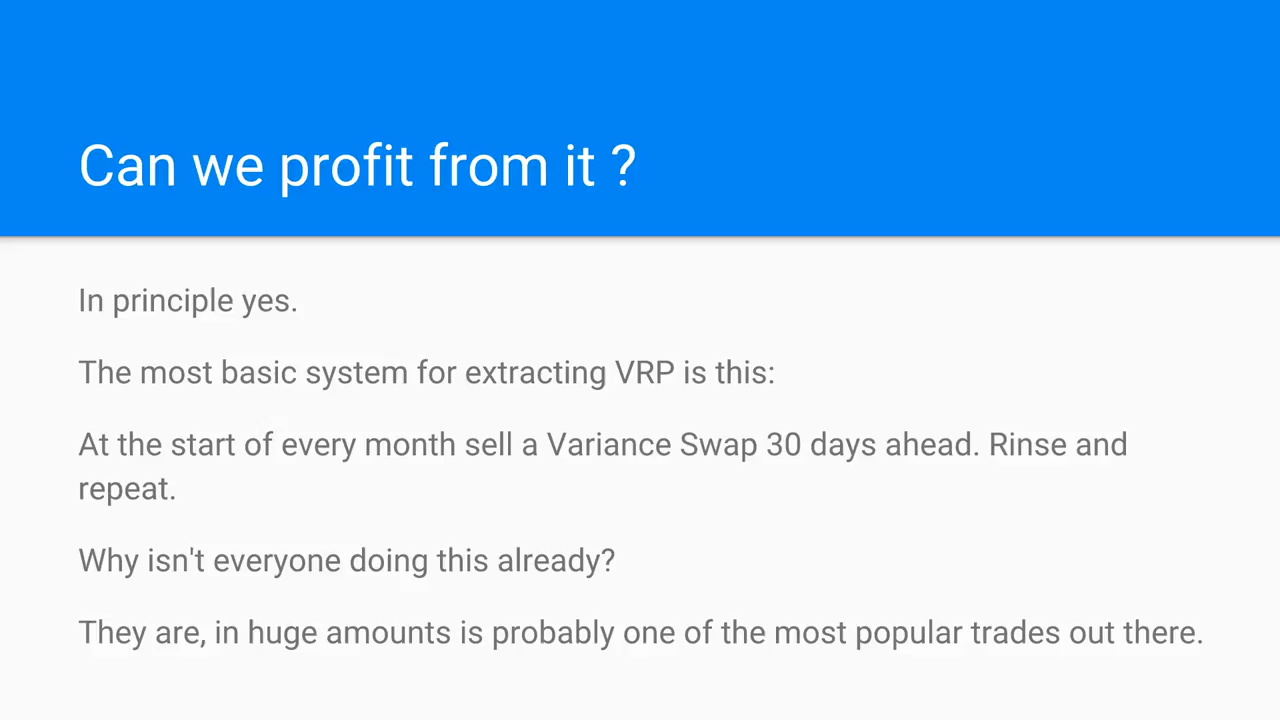 Can we profit from it ?
In principle yes.
The most basic system for extracting VRP is this:
At the start of every month sell a Variance Swap 30 days ahead. Rinse and
repeat.
Why isn't everyone doing this already?
They are, in huge amounts is probably one of the most popular trades out there.